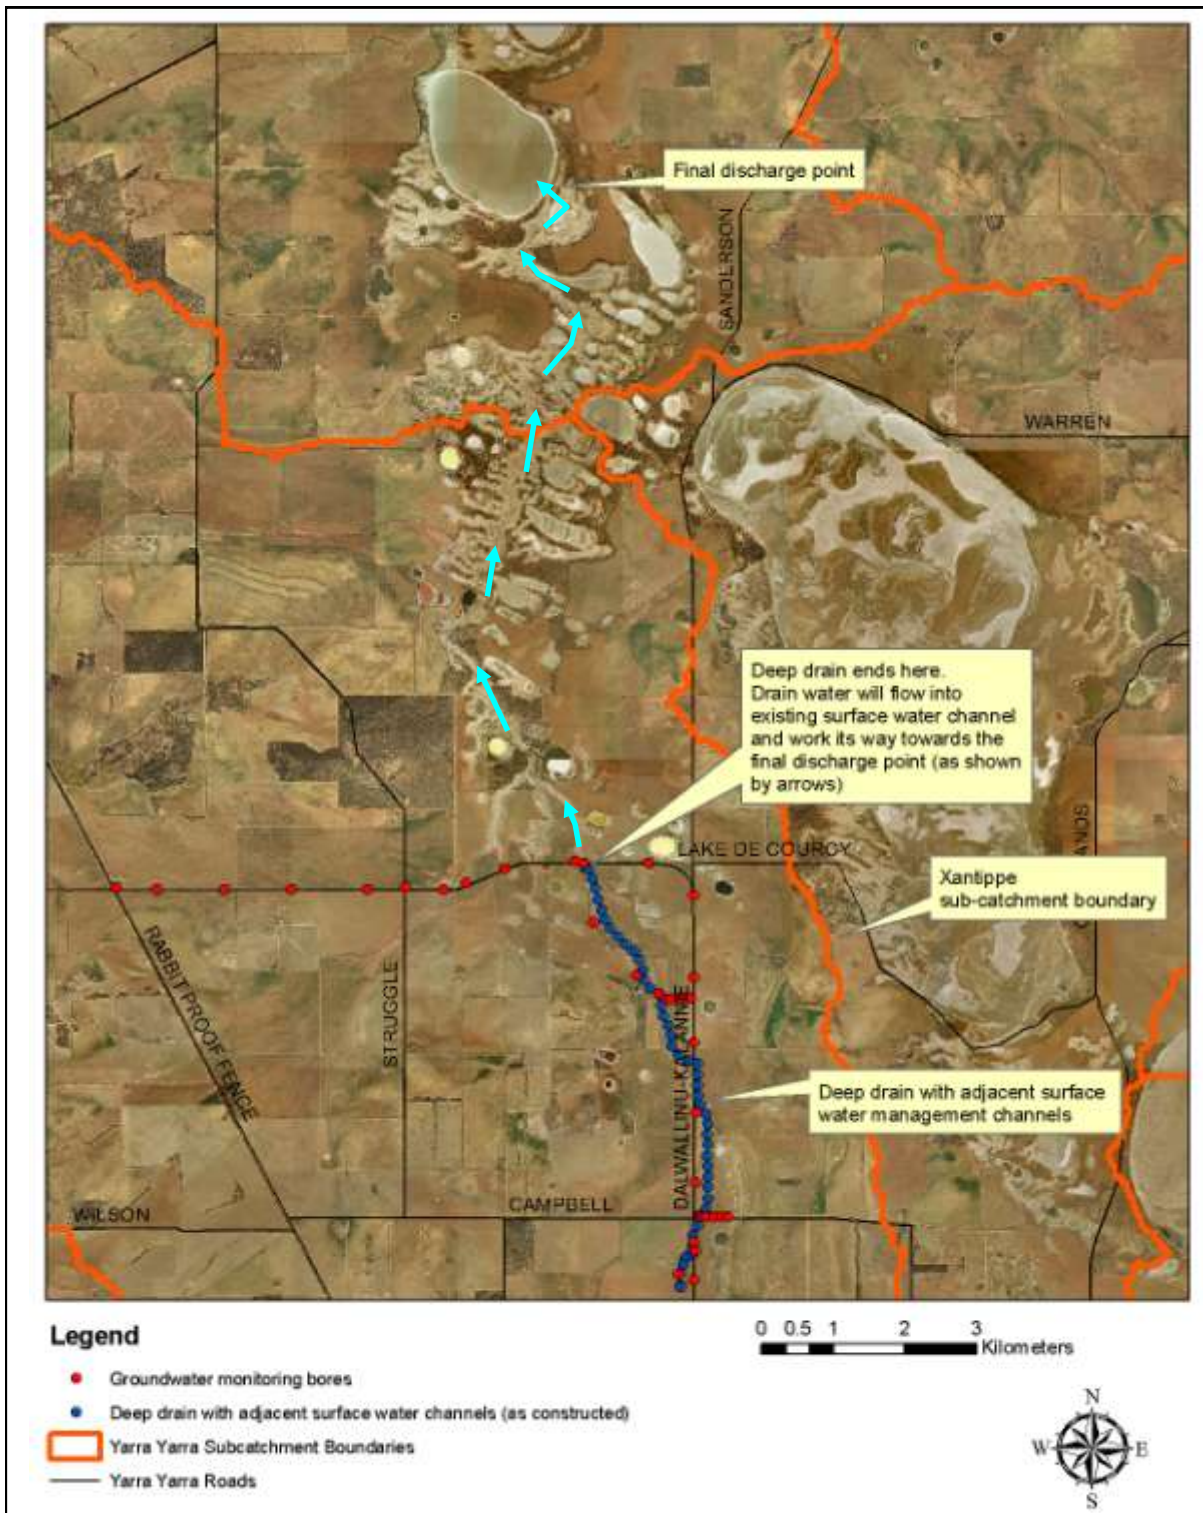 Final discharge point
SANDERSON
WARREN
Deep drain ends here.
Drain water will flow into
existing surface water channel
and work its way towards the
final discharge point (as shown
by arrows)
LAKE DE COURCY
Xantippe
sub-catchment boundary
RABBIT PROOF FENCE
STRUGGLE
DALWALLINU-KALANNIE
Deep drain with adjacent surface
water management channels
CAMPBELL
WILSON
Legend
Groundwater monitoring bores
Deep drain with adjacent surface water channels (as constructed)
Yarra Yarra Subcatchment Boundaries
Yarra Yarra Roads
0 0.5 1 2 3
Kilometers
N
W E
S